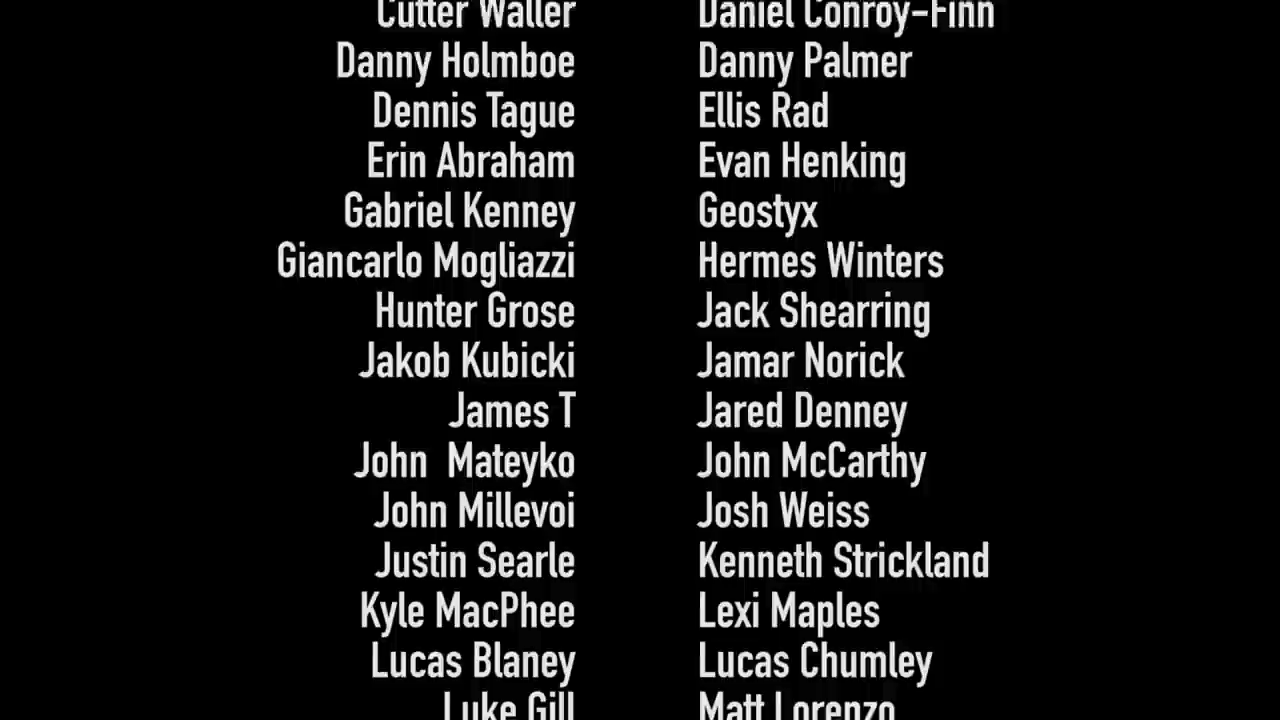 Cutter Waller Daniel Conroy-Finn
Danny Holmboe Danny Palmer
Dennis Tague Ellis Rad
Erin Abraham Evan Henking
Gabriel Kenney Geostyx
Giancarlo Mogliazzi Hermes Winters
Hunter Grose Jack Shearring
Jakob Kubicki Jamar Norick
James T Jared Denney
John  Mateyko John McCarthy
John Millevoi Josh Weiss
Justin Searle Kenneth Strickland
Kyle MacPhee Lexi Maples
Lucas Blaney Lucas Chumley
Luke Gill Matt Lorenzo